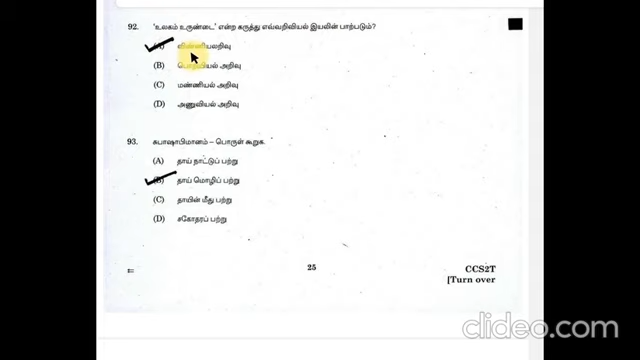 92. 'உலகம் உருண்டை' என்ற கருத்து எவ்வறிவியல் இயலின் பாற்படும்?
(A) விண்ணியலறிவு
(B) பொறியியல் அறிவு
(C) மண்ணியல் அறிவு
(D) அணுவியல் அறிவு
93. சுபாஷாபிமானம் – பொருள் கூறுக.
(A) தாய் நாட்டுப் பற்று
(B) தாய் மொழிப் பற்று
(C) தாயின் மீது பற்று
(D) சகோதரப் பற்று
25
CCS2T
[Turn over
clideo.com